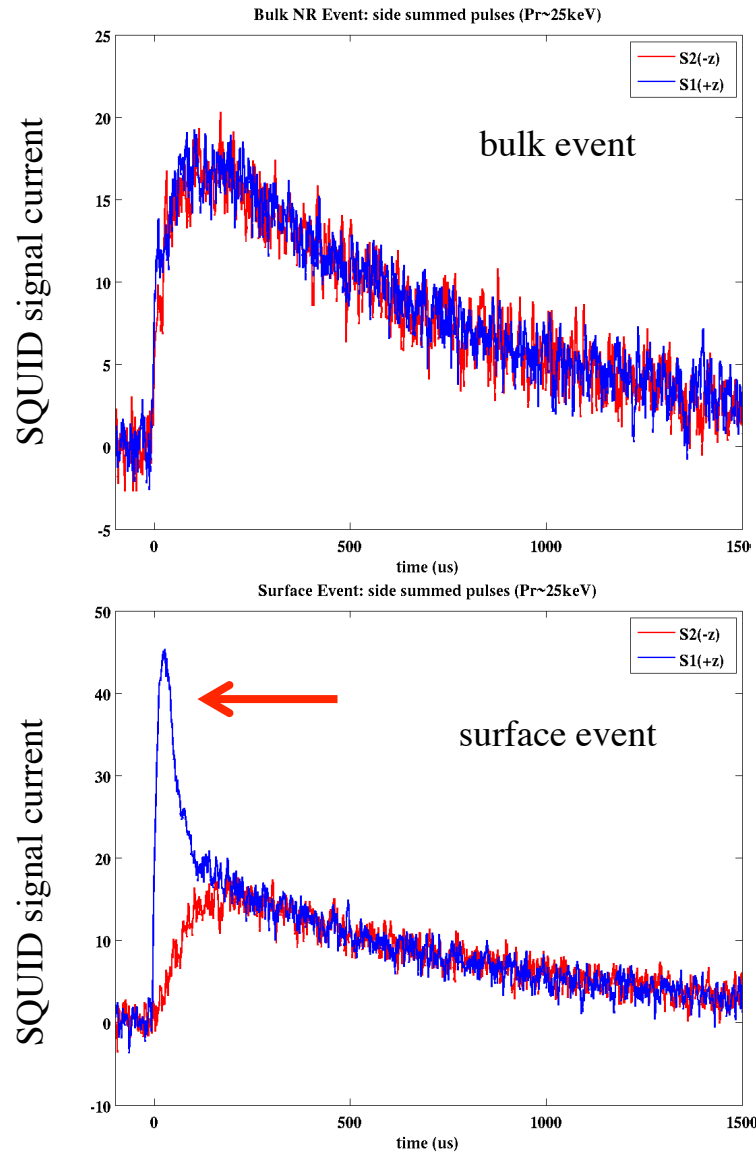 Bulk NR Event: side summed pulses (Pr~25keV)
25
20
15
10
5
0
-5
S2(-z)
S1(+z)
bulk event
SQUID signal current
0
500
1000
1500
time (us)
Surface Event: side summed pulses (Pr~25keV)
50
40
30
20
10
0
-10
S2(-z)
S1(+z)
surface event
SQUID signal current
0
500
1000
1500
time (us)